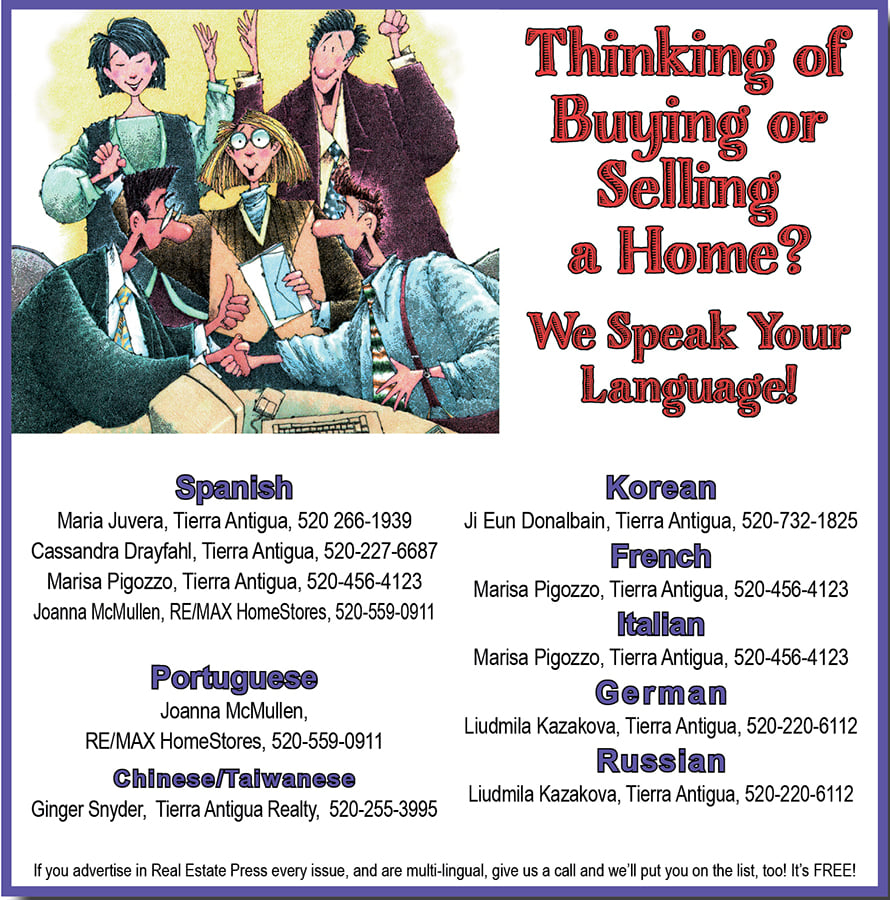 Thinking of
Buying or
Selling
a Home?
We Speak Your
Language!
Spanish
Maria Juvera, Tierra Antigua, 520 266-1939
Cassandra Drayfahl, Tierra Antigua, 520-227-6687
Marisa Pigozzo, Tierra Antigua, 520-456-4123
Joanna McMullen, RE/MAX HomeStores, 520-559-0911
Portuguese
Joanna McMullen,
RE/MAX HomeStores, 520-559-0911
Chinese/Taiwanese
Ginger Snyder, Tierra Antigua Realty, 520-255-3995
Korean
Ji Eun Donalbain, Tierra Antigua, 520-732-1825
French
Marisa Pigozzo, Tierra Antigua, 520-456-4123
Italian
Marisa Pigozzo, Tierra Antigua, 520-456-4123
German
Liudmila Kazakova, Tierra Antigua, 520-220-6112
Russian
Liudmila Kazakova, Tierra Antigua, 520-220-6112
If you advertise in Real Estate Press every issue, and are multi-lingual, give us a call and we'll put you on the list, too! It's FREE!